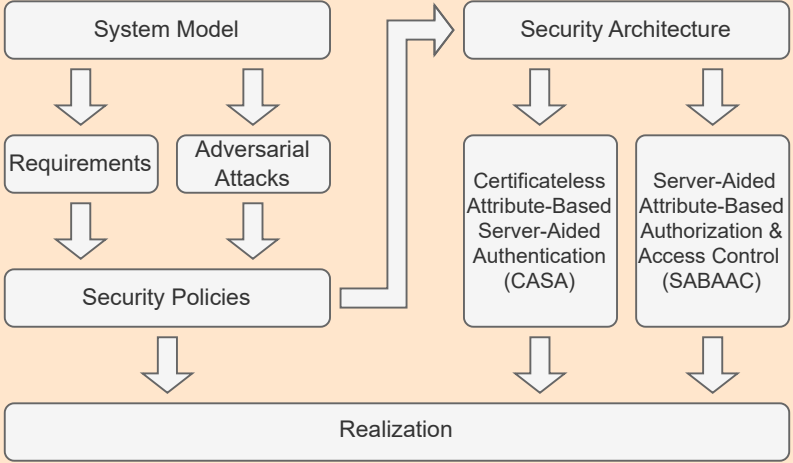 System Model
Security Architecture
Requirements
Adversarial
Attacks
Certificateless
Attribute-Based
Server-Aided
Authentication
(CASA)
Server-Aided
Attribute-Based
Authorization &
Access Control
(SABAAC)
Security Policies
Realization